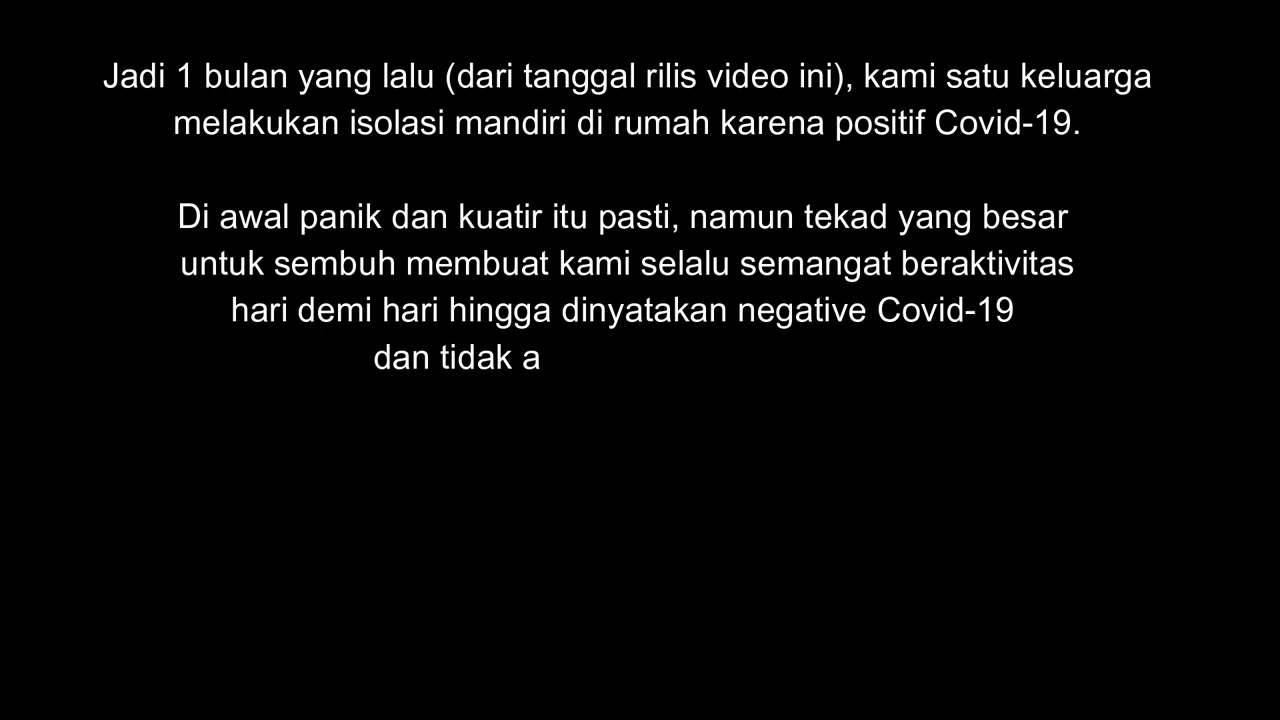 Jadi 1 bulan yang lalu (dari tanggal rilis video ini), kami satu keluarga
melakukan isolasi mandiri di rumah karena positif Covid-19.
Di awal panik dan kuatir itu pasti, namun tekad yang besar
untuk sembuh membuat kami selalu semangat beraktivitas
hari demi hari hingga dinyatakan negative Covid-19
dan tidak a